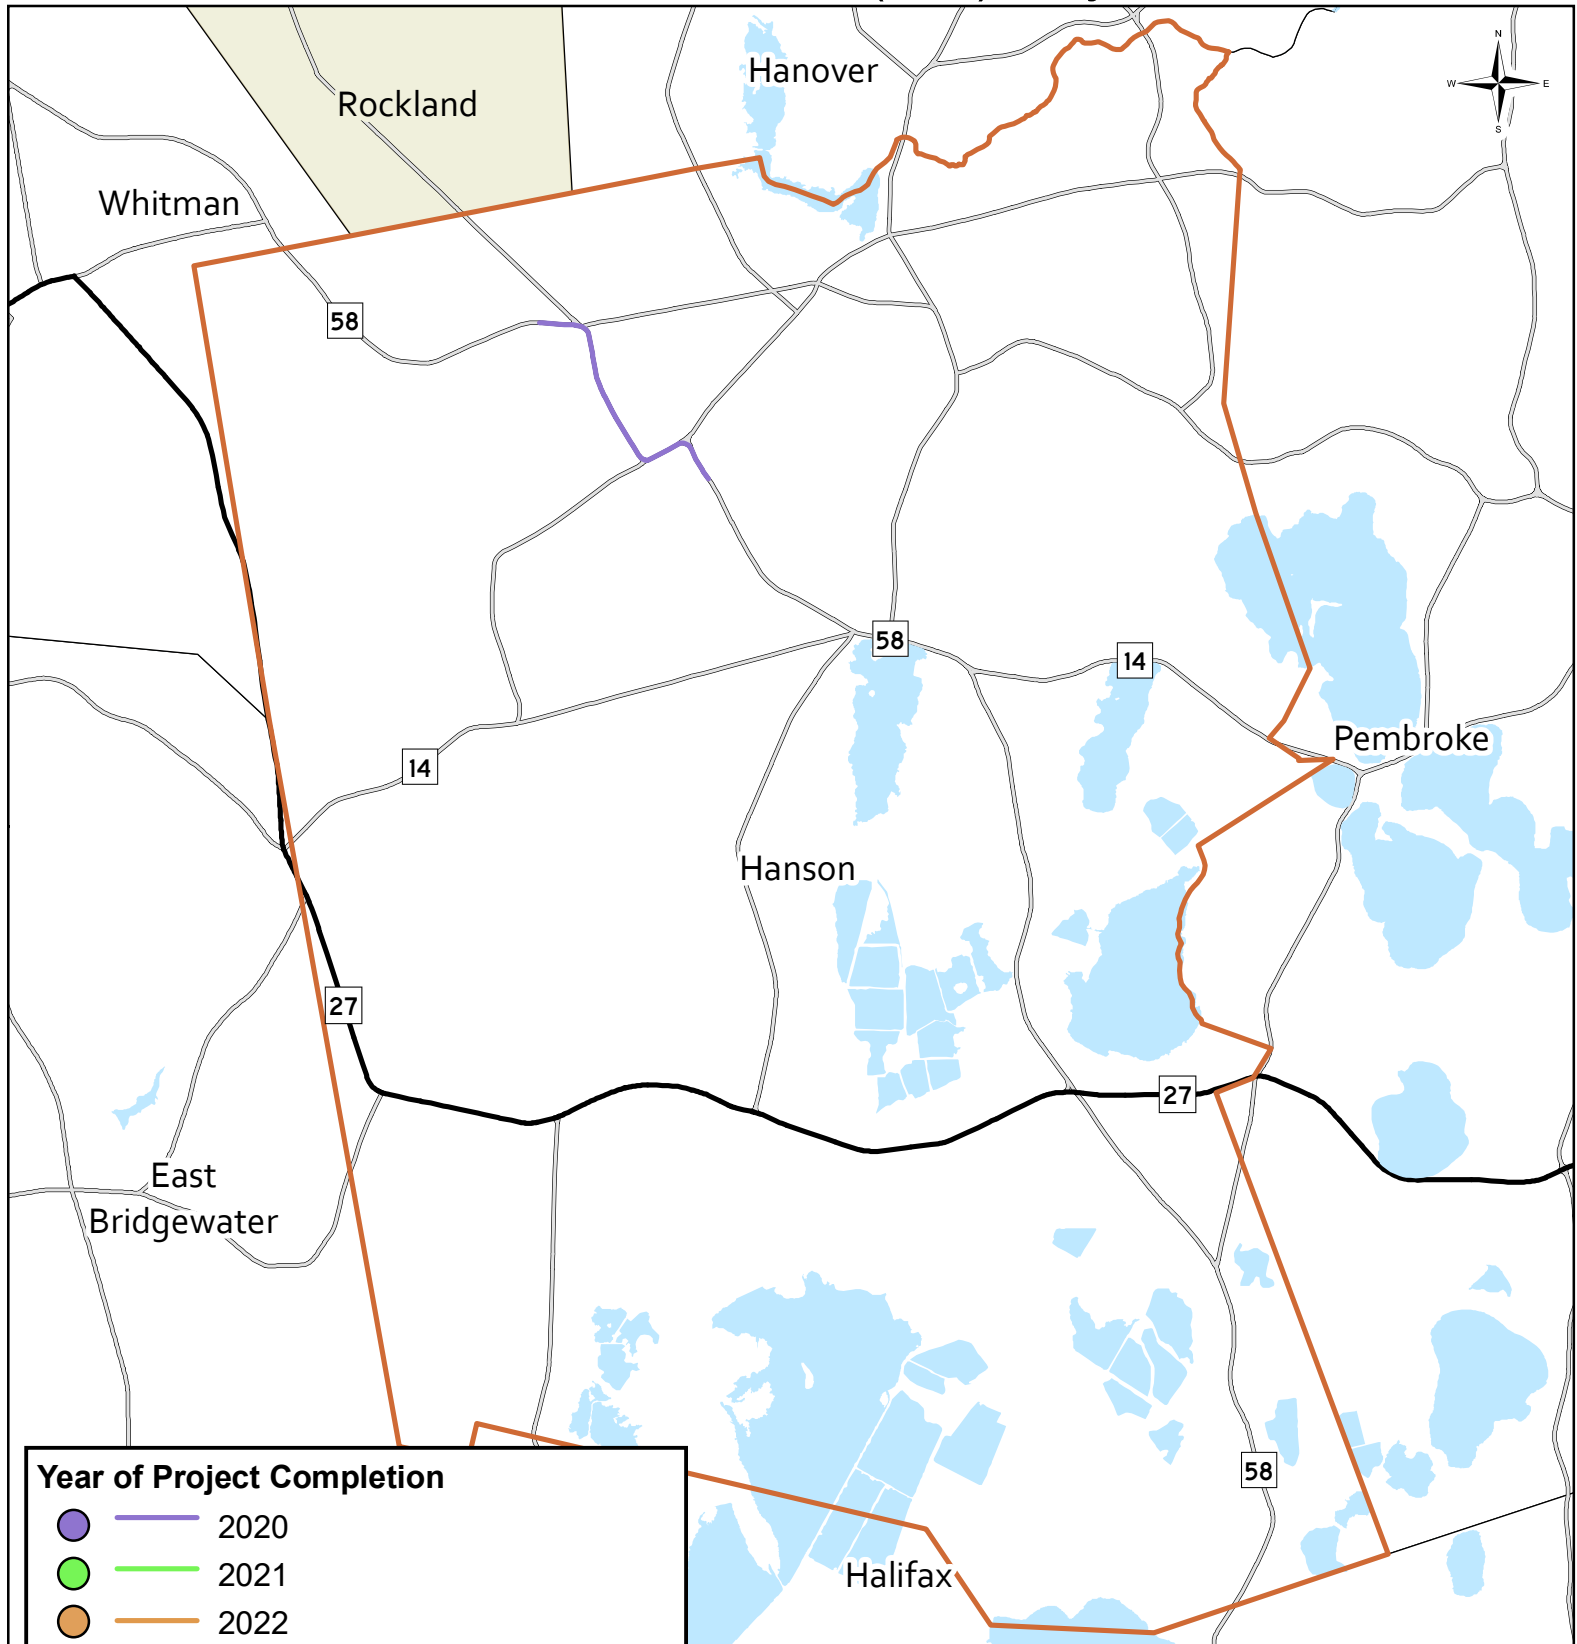 Hanover
N
W
E
S
Rockland
Whitman
58
58
14
Pembroke
14
Hanson
27
27
East
Bridgewater
58
Halifax
Year of Project Completion
2020
2021
2022